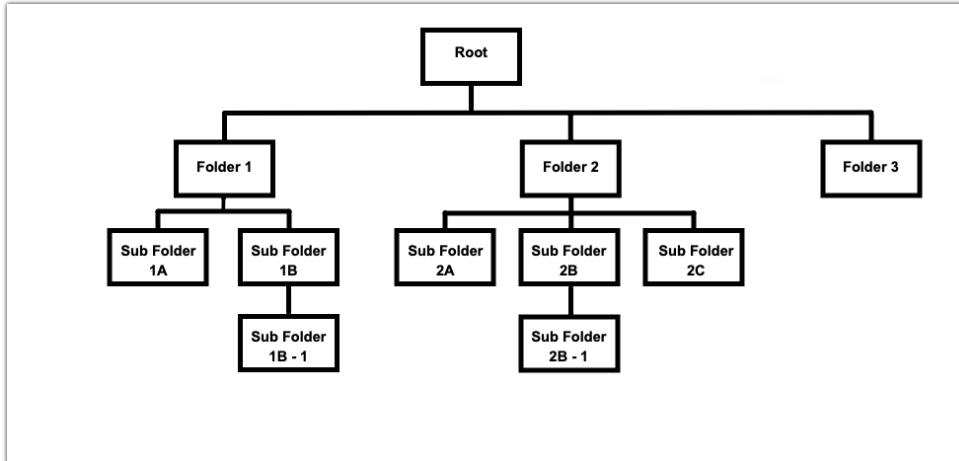 Root
Folder 1
Folder 2
Folder 3
Sub Folder
1A
Sub Folder
1B
Sub Folder
2A
Sub Folder
2B
Sub Folder
2C
Sub Folder
1B - 1
Sub Folder
2B - 1